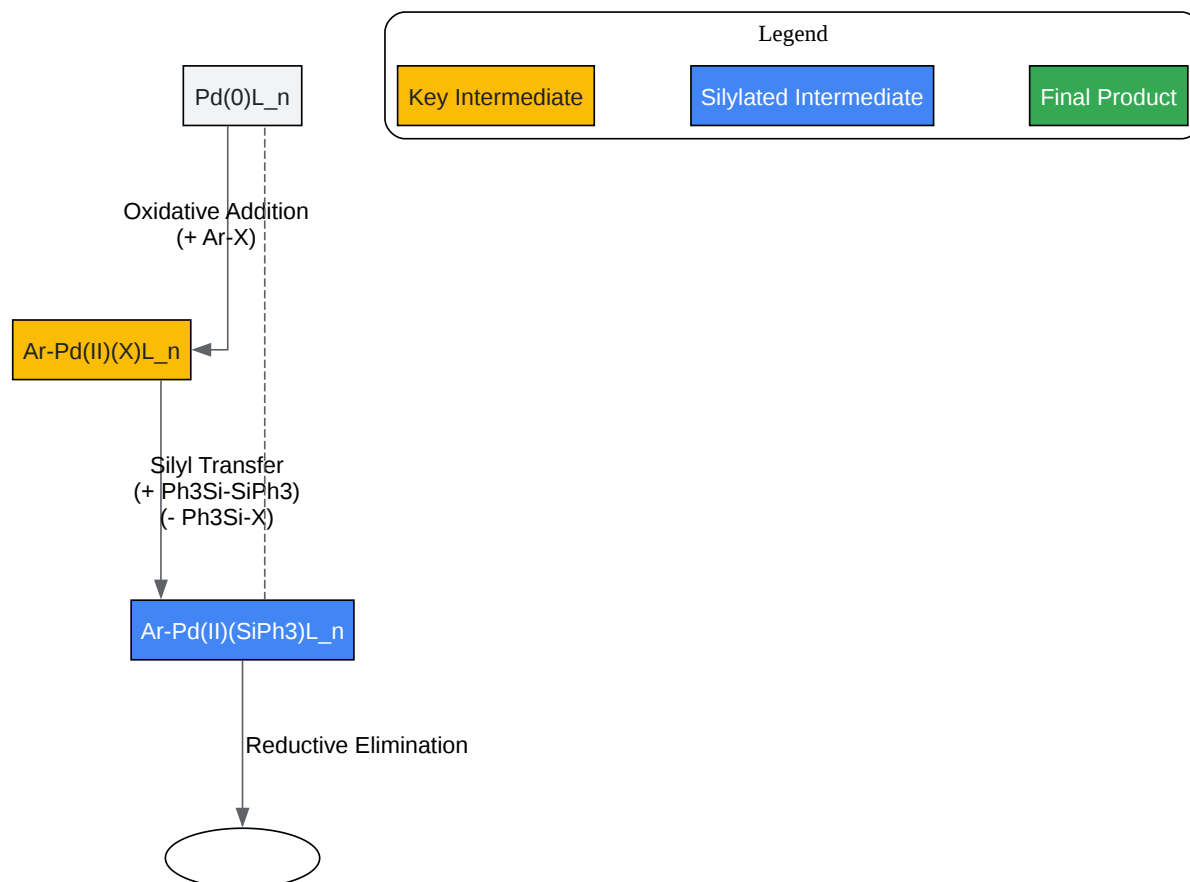 Legend
Pd(0)L_n
Key Intermediate
Silylated Intermediate
Final Product
Oxidative Addition
(+ Ar-X)
Ar-Pd(II)(X)L_n
Silyl Transfer
(+ Ph3Si-SiPh3)
(- Ph3Si-X)
Ar-Pd(II)(SiPh3)L_n
Reductive Elimination